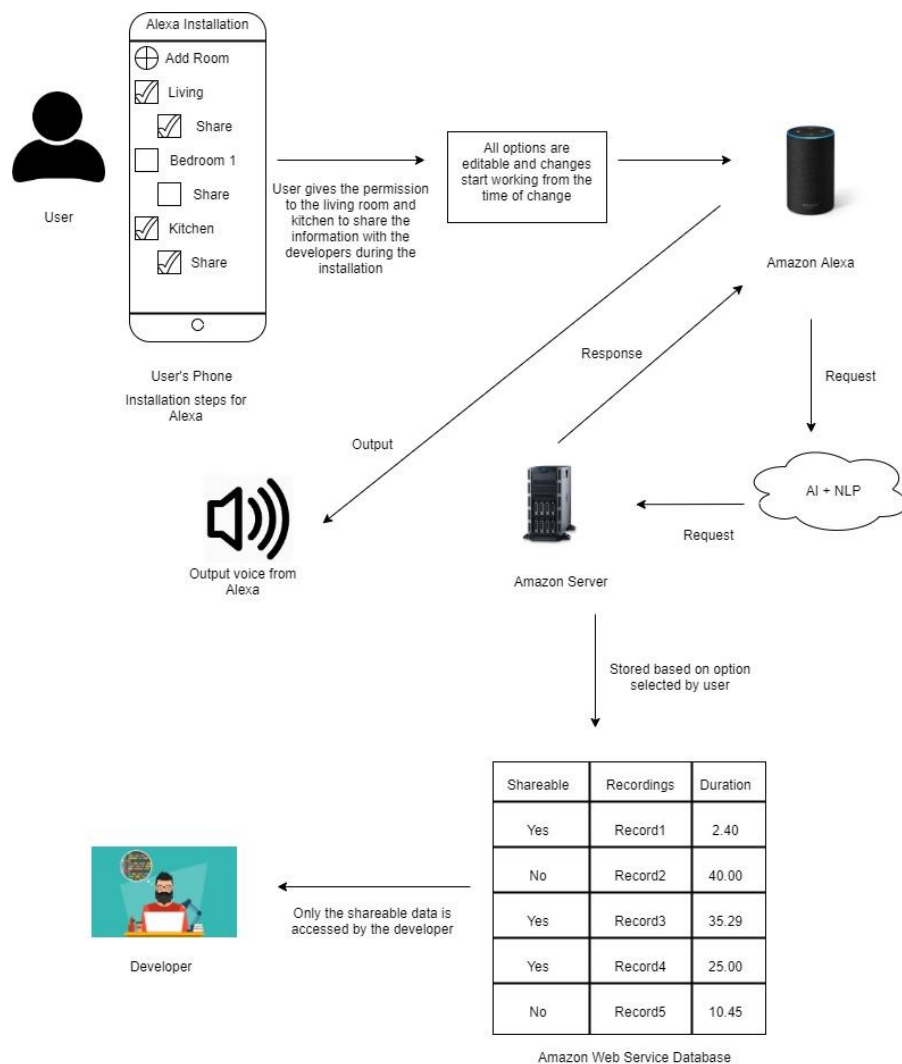 Alexa Installation
Add Room
Living
Share
Bedroom 1
Share
Kitchen
Share
User
User's Phone
Installation steps for
Alexa
User gives the permission
to the living room and
kitchen to share the
information with the
developers during the
installation
All options are
editable and changes
start working from the
time of change
Amazon Alexa
Response
Request
Output
AI + NLP
Request
Output voice from
Alexa
Amazon Server
Stored based on option
selected by user
Shareable Recordings Duration
Yes Record1 2.40
No Record2 40.00
Yes Record3 35.29
Yes Record4 25.00
No Record5 10.45
Amazon Web Service Database
Only the shareable data is
accessed by the developer
Developer